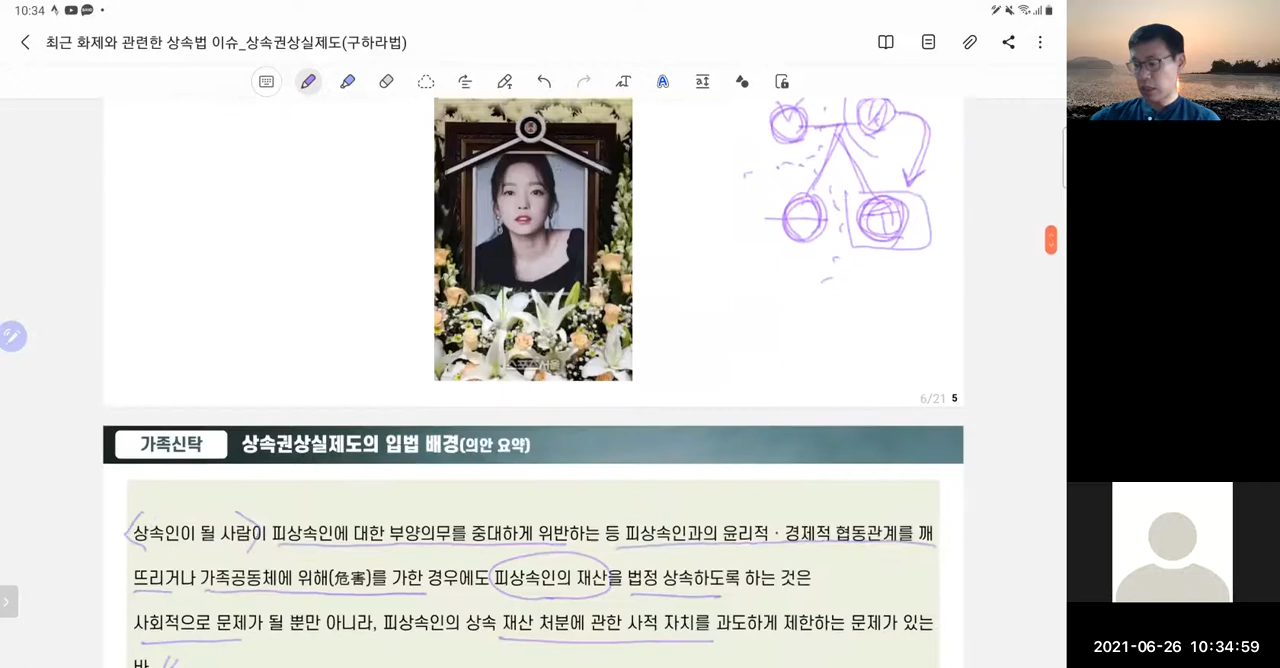 10:34
최근 화제와 관련한 상속법 이슈_상속권상실제도(구하라법)
스포츠서울
6/21 5
가족신탁 상속권상실제도의 입법 배경(의안 요약)
상속인이 될 사람이 피상속인에 대한 부양의무를 중대하게 위반하는 등 피상속인과의 윤리적 · 경제적 협동관계를 깨
뜨리거나 가족공동체에 위해(危害)를 가한 경우에도 피상속인의 재산을 법정 상속하도록 하는 것은
사회적으로 문제가 될 뿐만 아니라, 피상속인의 상속 재산 처분에 관한 사적 자치를 과도하게 제한하는 문제가 있는
바
2021-06-26 10:34:59